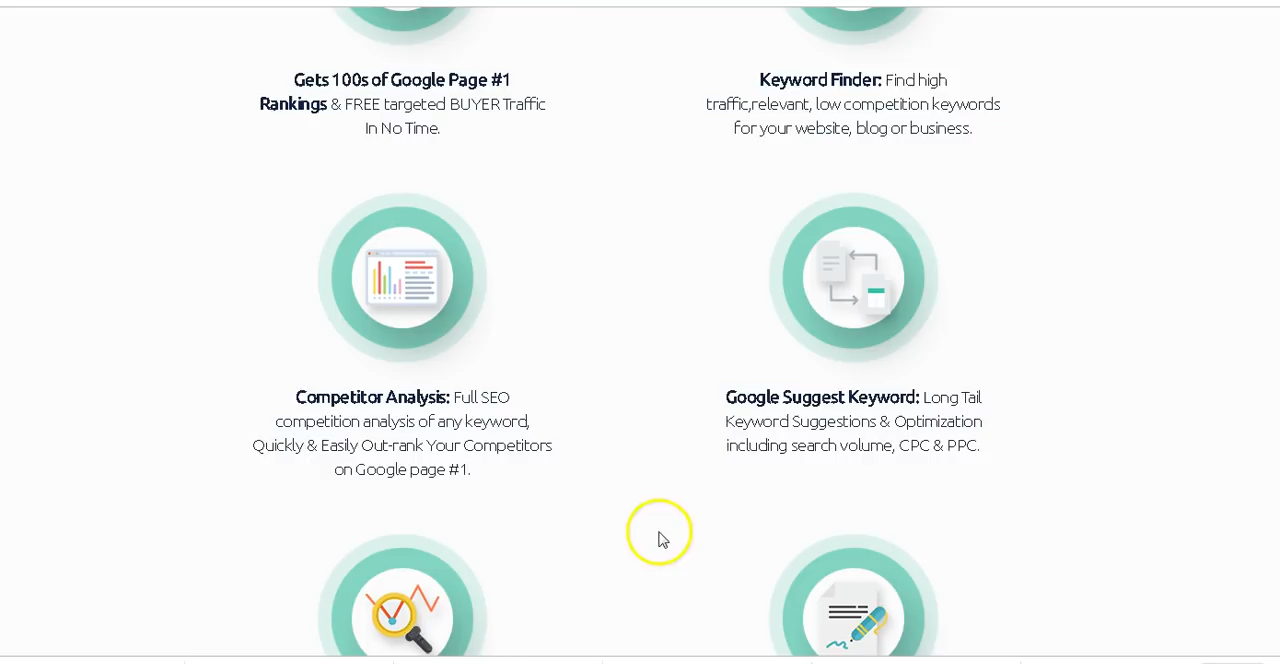 Gets 100s of Google Page #1
Rankings & FREE targeted BUYER Traffic
In No Time.
Keyword Finder: Find high
traffic,relevant, low competition keywords
for your website, blog or business.
Competitor Analysis: Full SEO
competition analysis of any keyword,
Quickly & Easily Out-rank Your Competitors
on Google page #1.
Google Suggest Keyword: Long Tail
Keyword Suggestions & Optimization
including search volume, CPC & PPC.